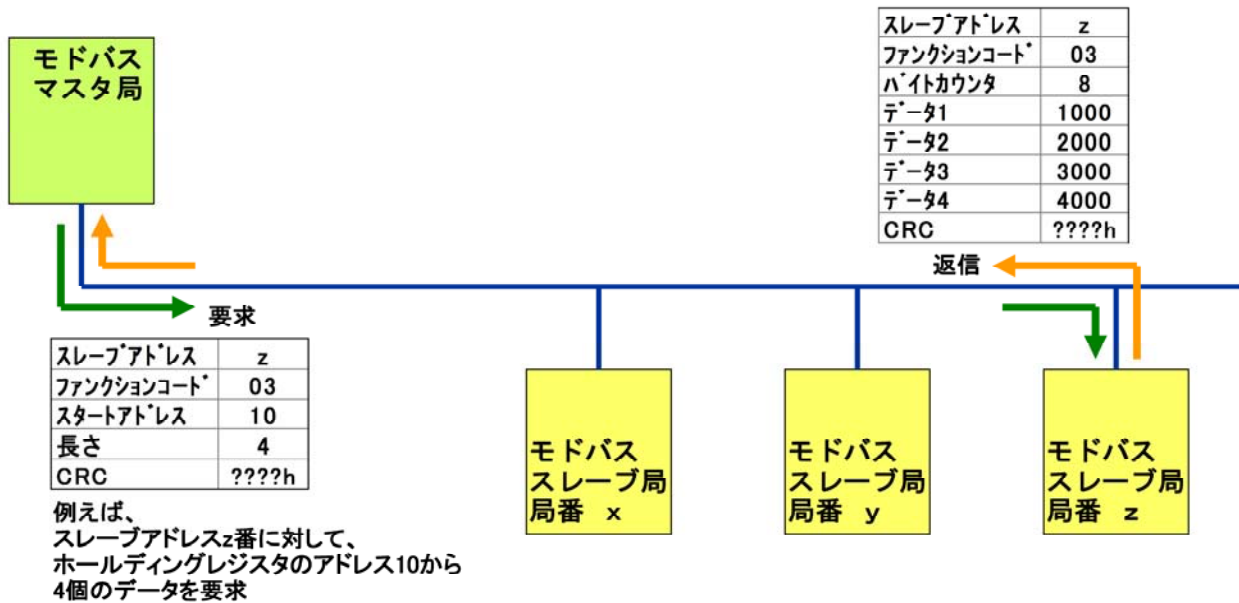 モドバス
マスタ局
スレーブアドレス z
ファンクションコード 03
バイトカウンタ 8
データ1 1000
データ2 2000
データ3 3000
データ4 4000
CRC ????h
返信
要求
スレーブアドレス z
ファンクションコード 03
スタートアドレス 10
長さ 4
CRC ????h
例えば、
スレーブアドレスz番に対して、
ホールディングレジスタのアドレス10から
4個のデータを要求
モドバス
スレーブ局
局番 x
モドバス
スレーブ局
局番 y
モドバス
スレーブ局
局番 z